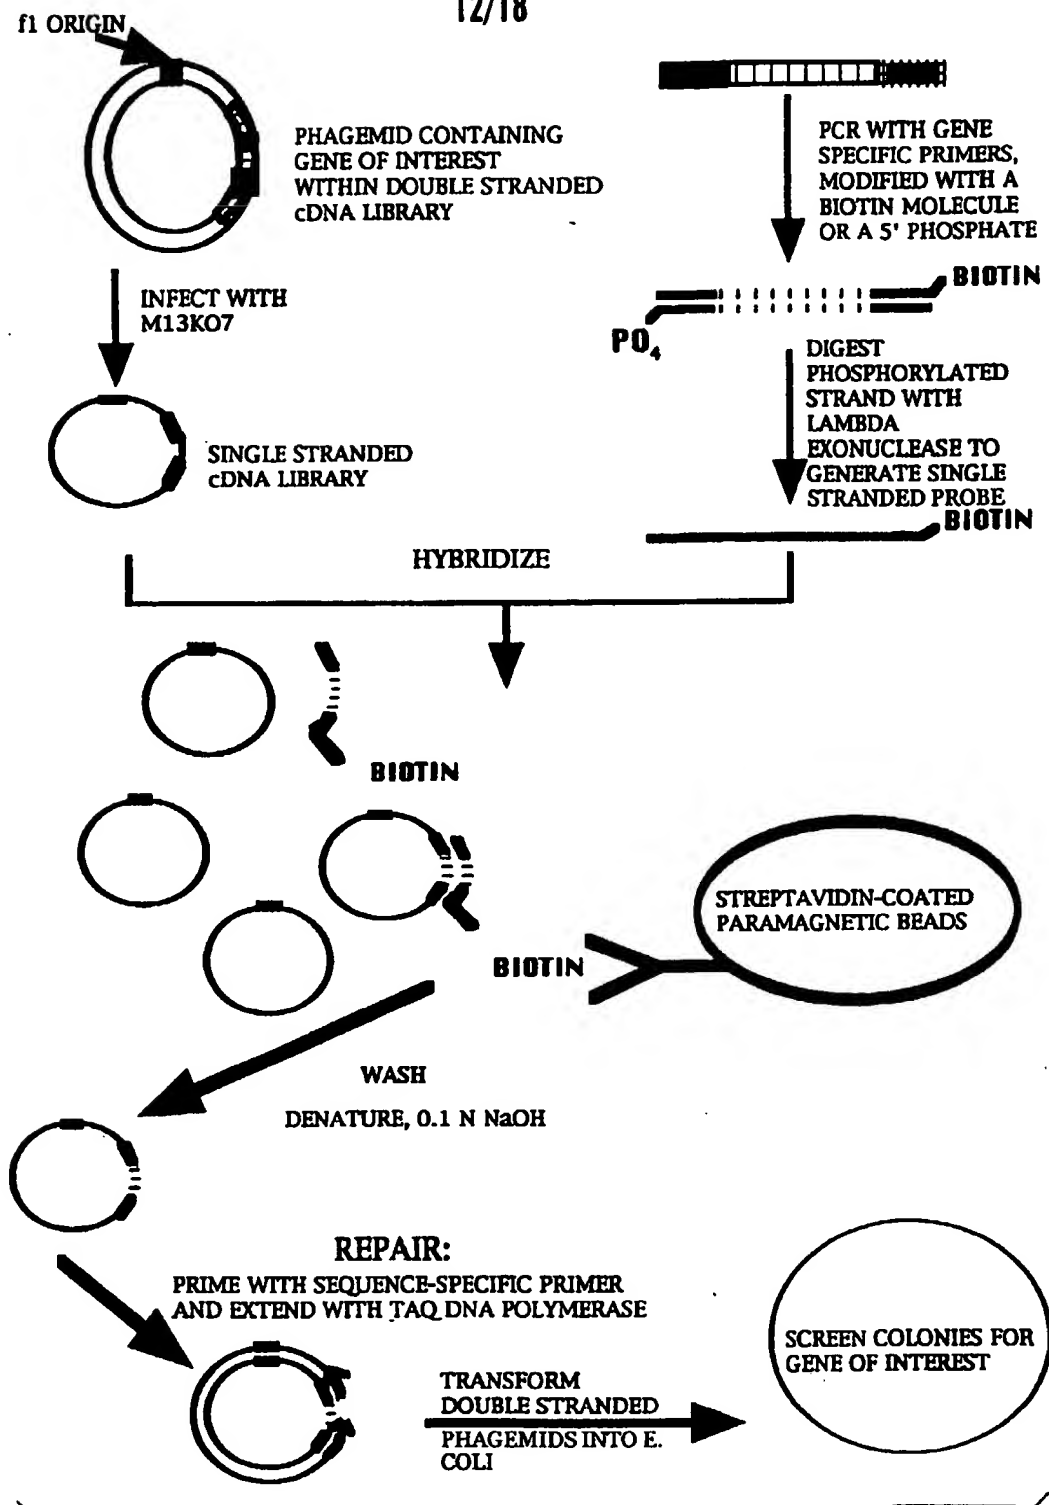 12/18
f1 ORIGIN
PHAGEMID CONTAINING
GENE OF INTEREST
WITHIN DOUBLE STRANDED
cDNA LIBRARY
INFECT WITH
M13KO7
SINGLE STRANDED
cDNA LIBRARY
PCR WITH GENE
SPECIFIC PRIMERS,
MODIFIED WITH A
BIOTIN MOLECULE
OR A 5' PHOSPHATE
BIOTIN
PO4
DIGEST
PHOSPHORYLATED
STRAND WITH
LAMBDA
EXONUCLEASE TO
GENERATE SINGLE
STRANDED PROBE
BIOTIN
HYBRIDIZE
BIOTIN
STREPTAVIDIN-COATED
PARAMAGNETIC BEADS
BIOTIN
WASH
DENATURE, 0.1 N NaOH
REPAIR:
PRIME WITH SEQUENCE-SPECIFIC PRIMER
AND EXTEND WITH TAQ DNA POLYMERASE
TRANSFORM
DOUBLE STRANDED
PHAGEMIDS INTO E.
COLI
SCREEN COLONIES FOR
GENE OF INTEREST